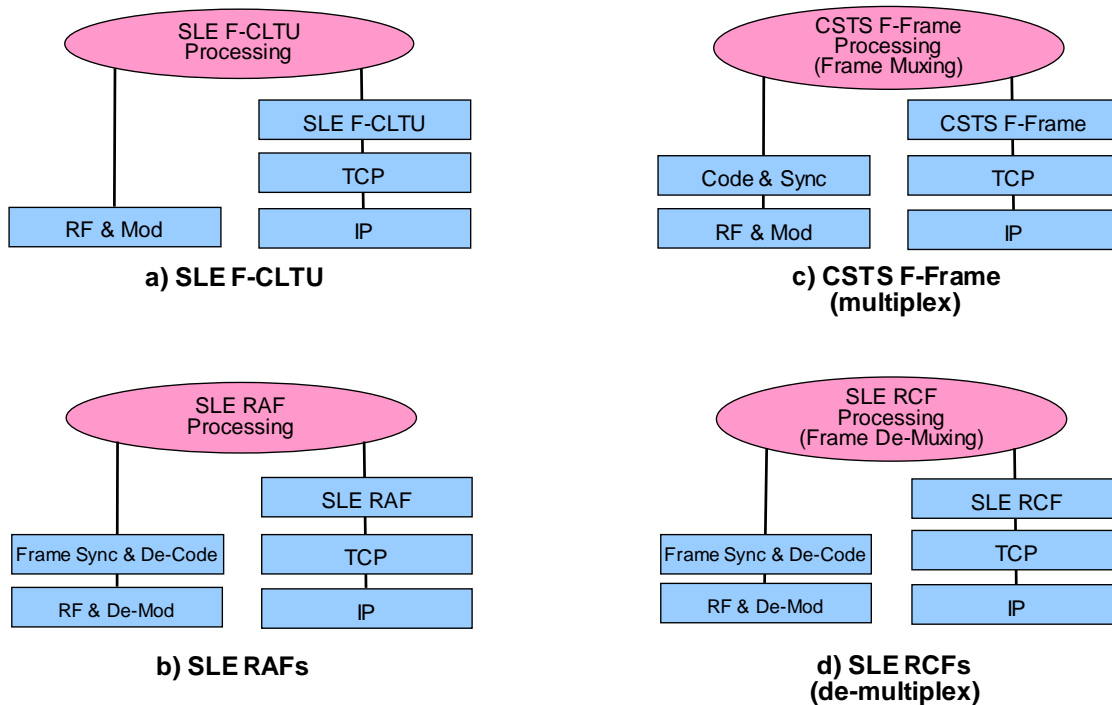 SLE F-CLTU
Processing
SLE F-CLTU
TCP
RF & Mod
IP
a) SLE F-CLTU
CSTS F-Frame
Processing
(Frame Muxing)
CSTS F-Frame
Code & Sync
TCP
RF & Mod
IP
c) CSTS F-Frame
(multiplex)
SLE RAF
Processing
SLE RAF
Frame Sync & De-Code
TCP
RF & De-Mod
IP
b) SLE RAFs
SLE RCF
Processing
(Frame De-Muxing)
SLE RCF
Frame Sync & De-Code
TCP
RF & De-Mod
IP
d) SLE RCFs
(de-multiplex)